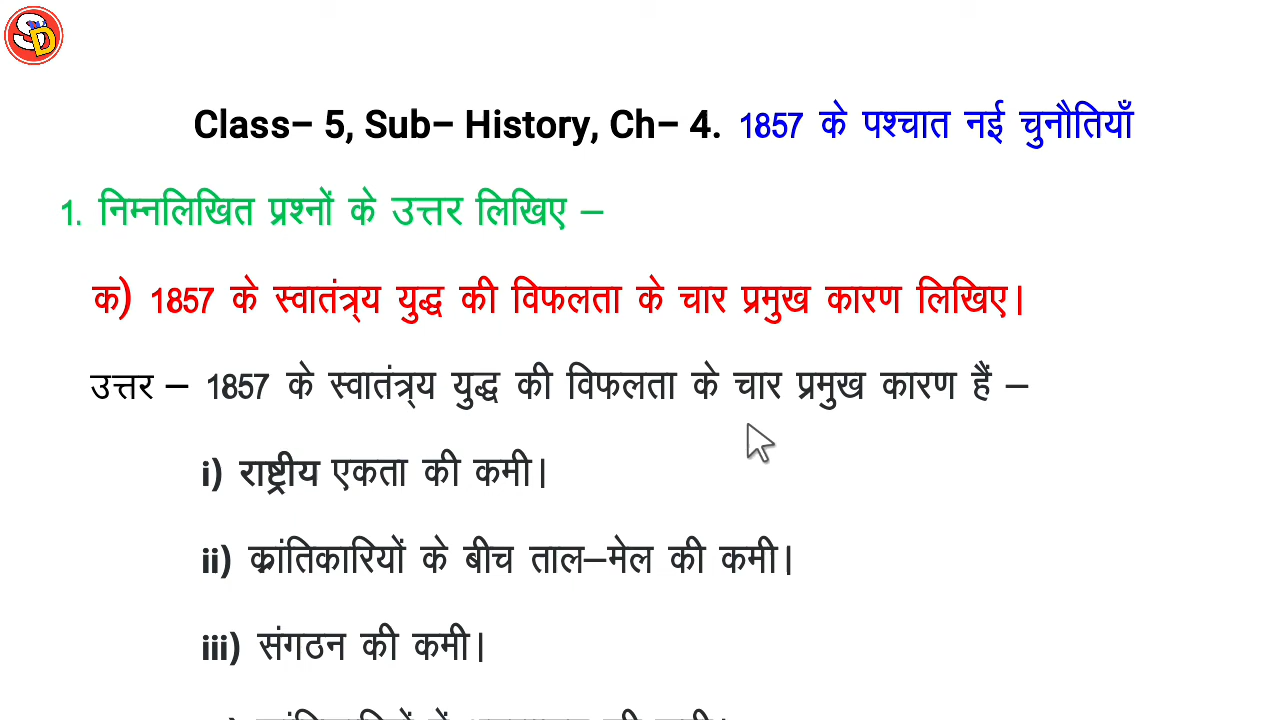 SD
Class– 5, Sub– History, Ch– 4. 1857 के पश्चात नई चुनौतियाँ
1. निम्नलिखित प्रश्नों के उत्तर लिखिए –
क) 1857 के स्वातंत्र्य युद्ध की विफलता के चार प्रमुख कारण लिखिए।
उत्तर – 1857 के स्वातंत्र्य युद्ध की विफलता के चार प्रमुख कारण हैं –
i) राष्ट्रीय एकता की कमी।
ii) क्रांतिकारियों के बीच ताल–मेल की कमी।
iii) संगठन की कमी।